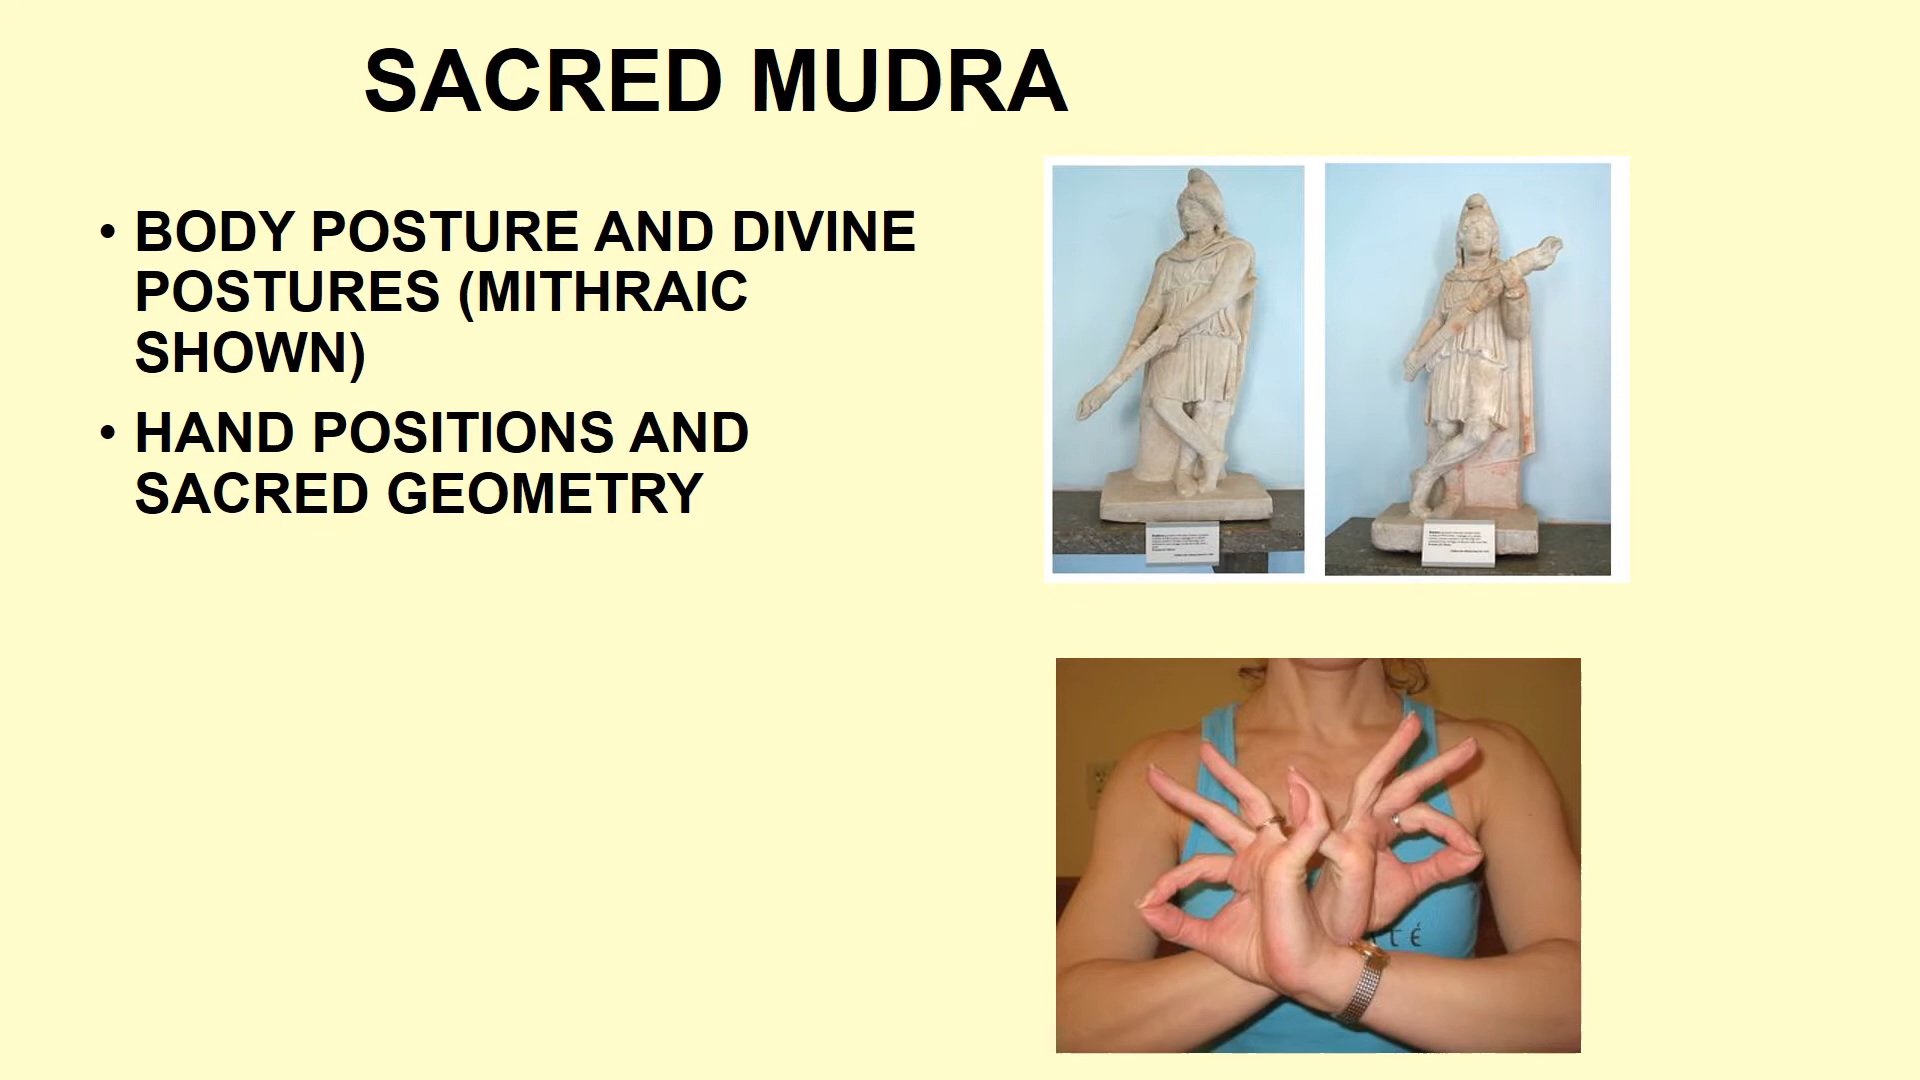 SACRED MUDRA
• BODY POSTURE AND DIVINE
POSTURES (MITHRAIC
SHOWN)
• HAND POSITIONS AND
SACRED GEOMETRY